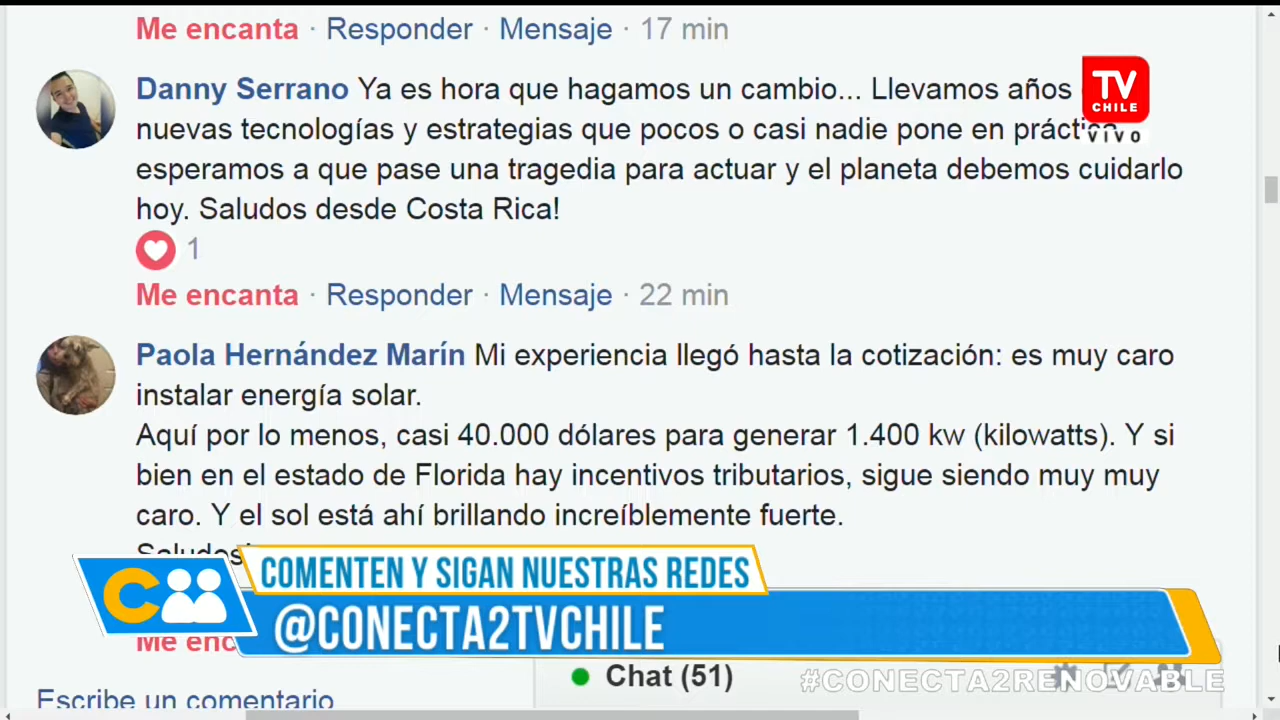 Me encanta · Responder · Mensaje · 17 min
Danny Serrano Ya es hora que hagamos un cambio... Llevamos años
nuevas tecnologías y estrategias que pocos o casi nadie pone en
esperamos a que pase una tragedia para actuar y el planeta debemos cuidarlo
hoy. Saludos desde Costa Rica!
1
Me encanta · Responder · Mensaje · 22 min
Paola Hernández Marín Mi experiencia llegó hasta la cotización: es muy caro
instalar energía solar.
Aquí por lo menos, casi 40.000 dólares para generar 1.400 kw (kilowatts). Y si
bien en el estado de Florida hay incentivos tributarios, sigue siendo muy muy
caro. Y el sol está ahí brillando increíblemente fuerte.
TV
CHILE
VIVO
COMENTEN Y SIGAN NUESTRAS REDES
@CONECTA2TVCHILE
C
Me
Chat (51)
#CONECTA2RENOVABLE
Escribe un comentario